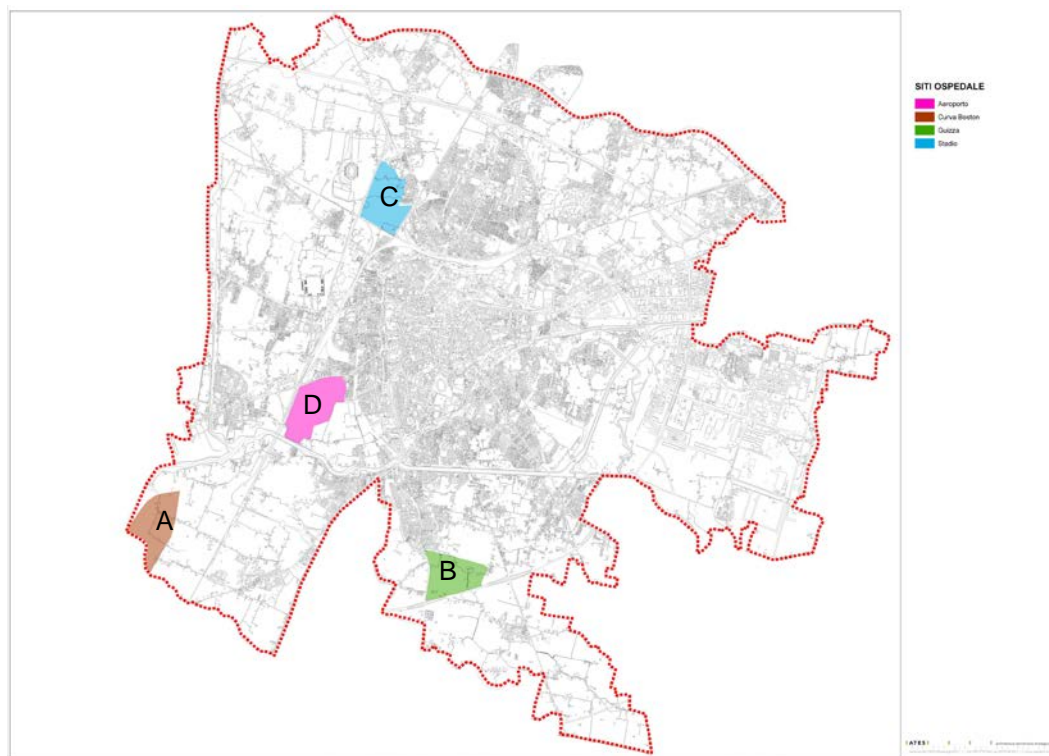 SITI OSPEDALE
Aeroporto
Curva Boston
Guizza
Stadio
C
D
A
B
ATES